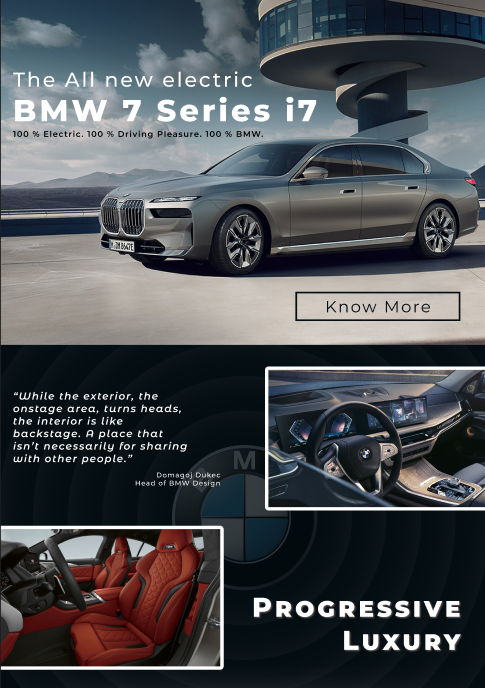 The All new electric
BMW 7 Series i7
100 % Electric. 100 % Driving Pleasure. 100 % BMW.
Know More
“While the exterior, the
onstage area, turns heads,
the interior is like
backstage. A place that
isn’t necessarily for sharing
with other people.”
Domagoj Dukec
Head of BMW Design
M
PROGRESSIVE
LUXURY